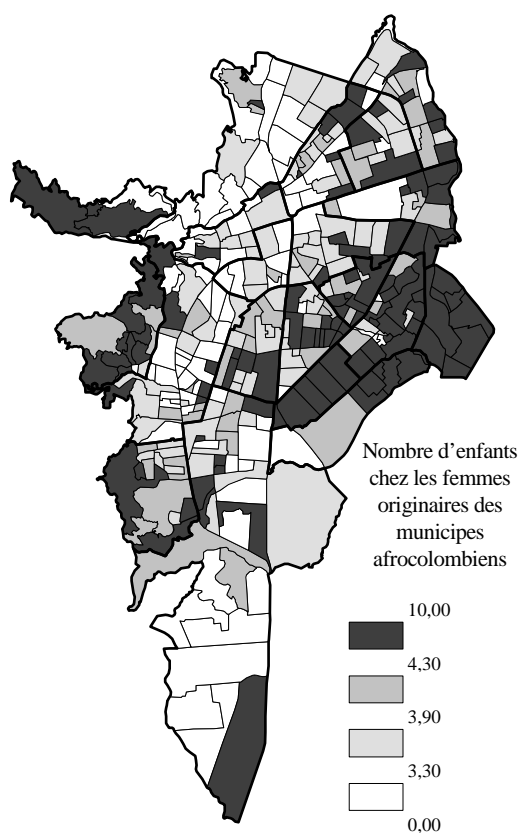 Nombre d'enfants
chez les femmes
originaires des
municipes
afrocolombiens
10,00
4,30
3,90
3,30
0,00